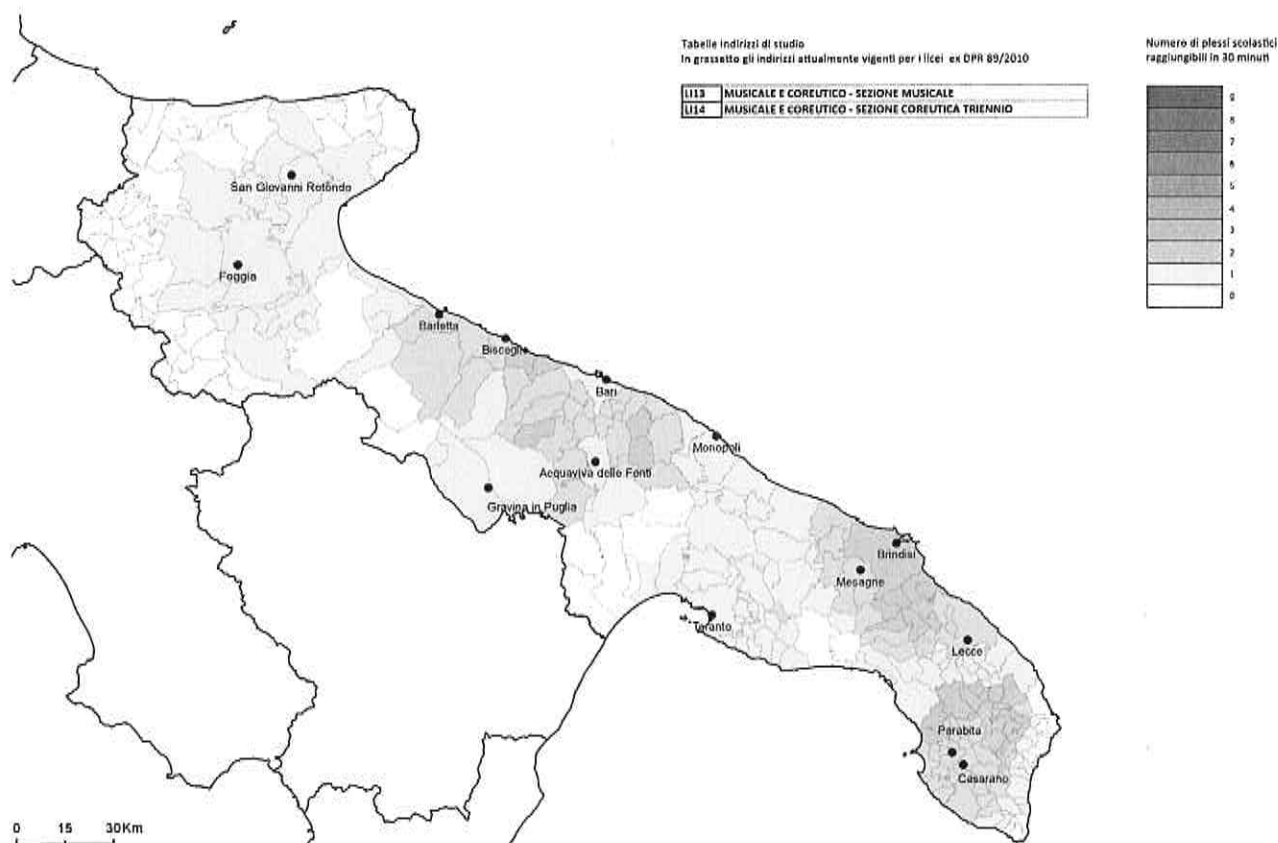 Tabelle indirizzi di studio
In grassetto gli indirizzi attualmente vigenti per i licei ex DPR 89/2010
LI13 MUSICALE E COREUTICO - SEZIONE MUSICALE
LI14 MUSICALE E COREUTICO - SEZIONE COREUTICA TRIENNIO
Numero di plessi scolastici
raggiungibili in 30 minuti
9
8
7
6
5
4
3
2
1
0
San Giovanni Rotondo
Foggia
Barletta
Bisceglie
Bari
Monopoli
Acquaviva delle Fonti
Gravina in Puglia
Brindisi
Mesagne
Taranto
Lecce
Parabita
Casarano
0 15 30Km